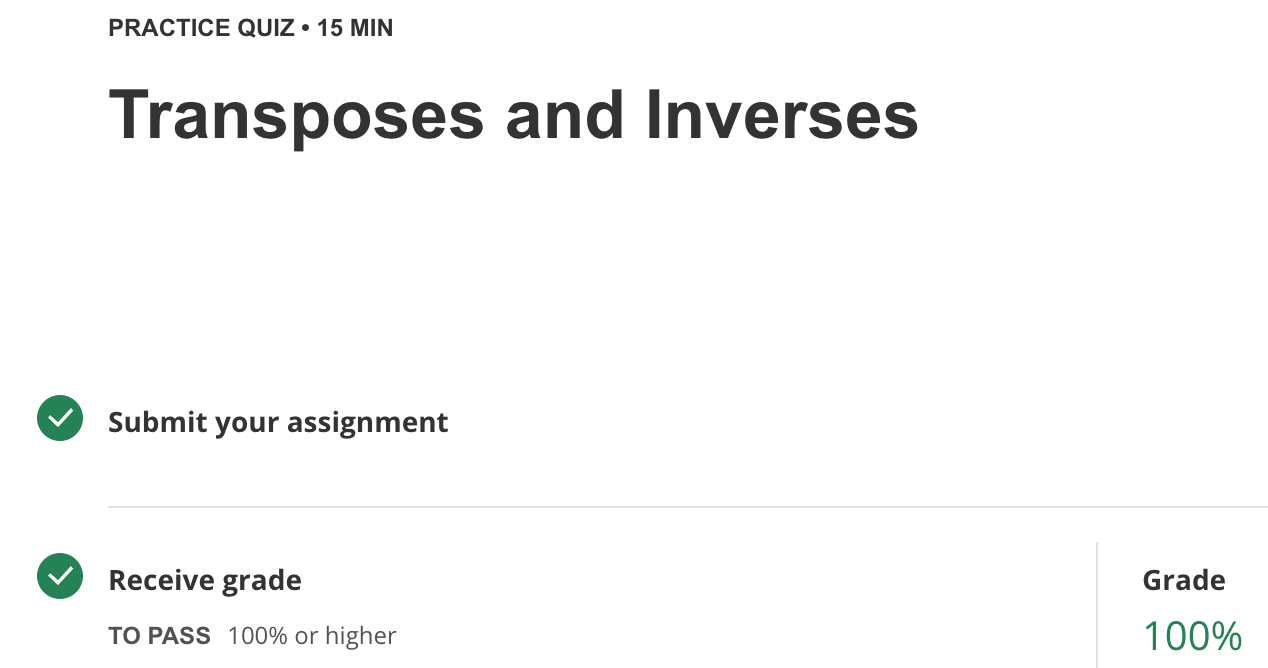 PRACTICE QUIZ • 15 MIN
Transposes and Inverses
Submit your assignment
Receive grade
TO PASS 100% or higher
Grade
100%